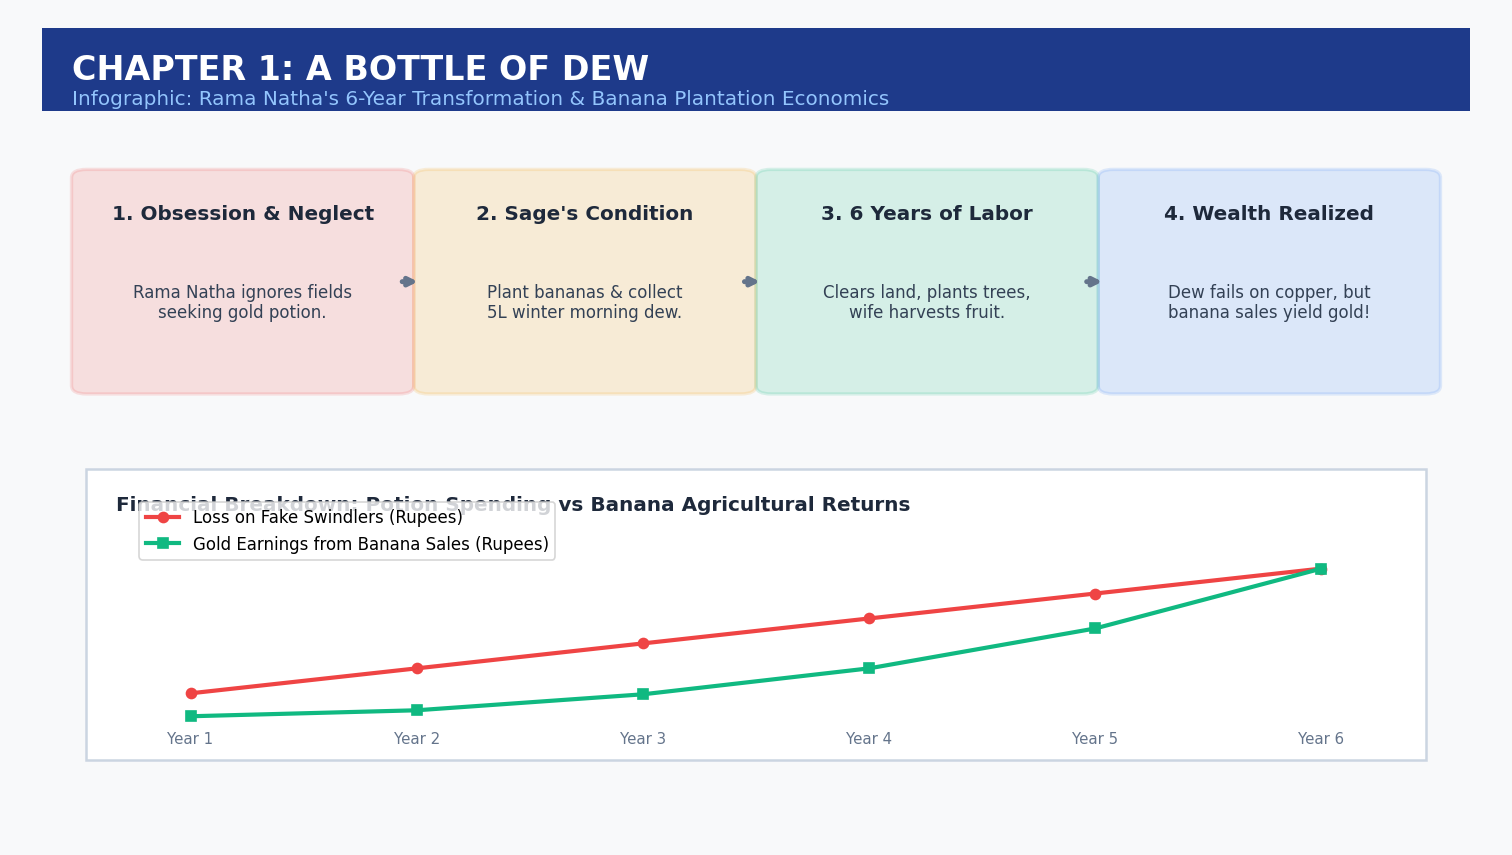 CHAPTER 1: A BOTTLE OF DEW
Infographic: Rama Natha's 6-Year Transformation & Banana Plantation Economics
1. Obsession & Neglect
Rama Natha ignores fields
seeking gold potion.
2. Sage's Condition
Plant bananas & collect
5L winter morning dew.
3. 6 Years of Labor
Clears land, plants trees,
wife harvests fruit.
4. Wealth Realized
Dew fails on copper, but
banana sales yield gold!
Financial Breakdown: Potion Spending vs Banana Agricultural Returns
Loss on Fake Swindlers (Rupees)
Gold Earnings from Banana Sales (Rupees)
Year 1 Year 2 Year 3 Year 4 Year 5 Year 6